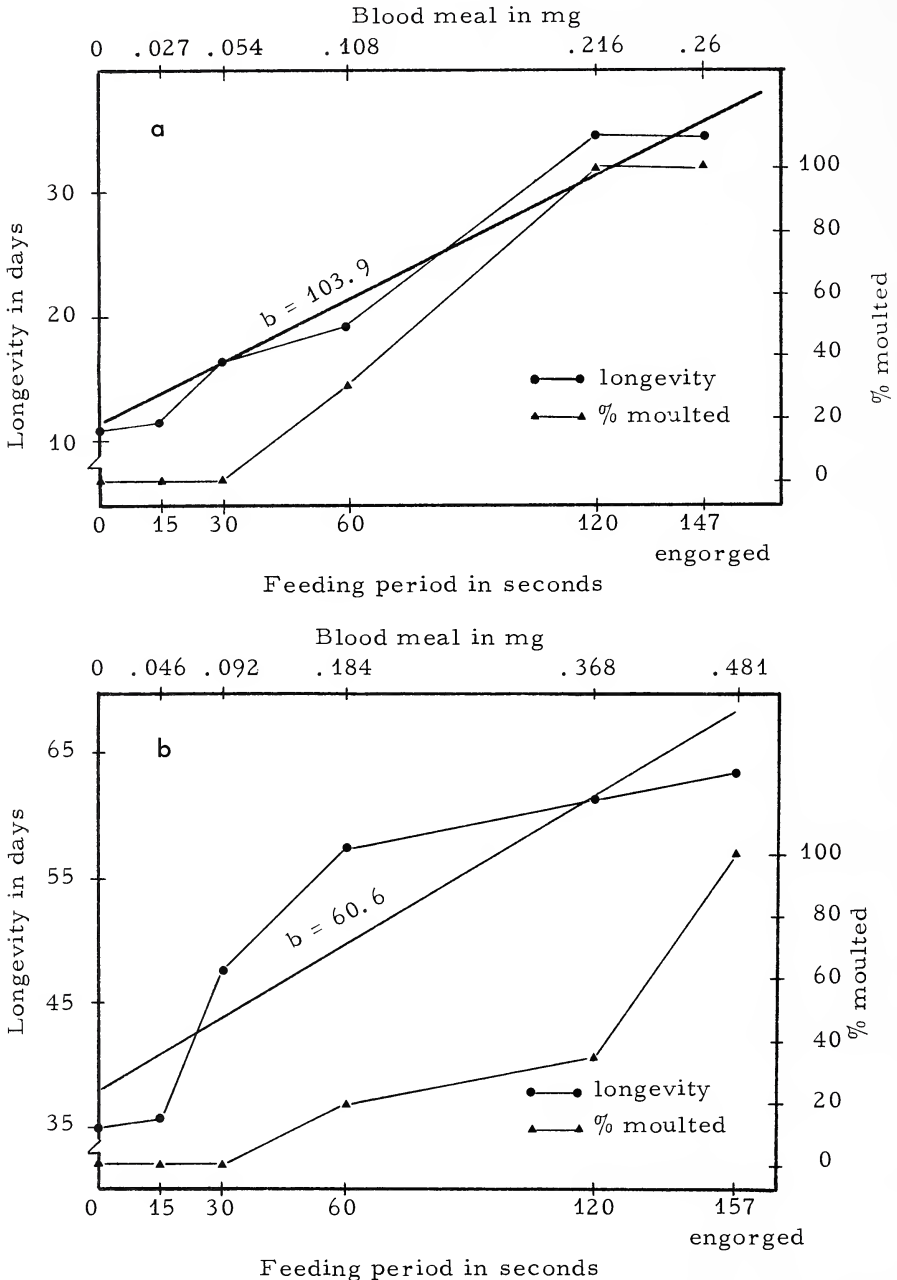 Blood meal in mg
0 .027 .054 .108 .216 .26
a
Longevity in days
30
20
10
b = 103.9
100
80
60
40
20
0
% moulted
longevity
% moulted
0 15 30 60 120 147
engorged
Feeding period in seconds
Blood meal in mg
0 .046 .092 .184 .368 .481
b
Longevity in days
65
55
45
35
b = 60.6
100
80
60
40
20
0
% moulted
longevity
% moulted
0 15 30 60 120 157
engorged
Feeding period in seconds